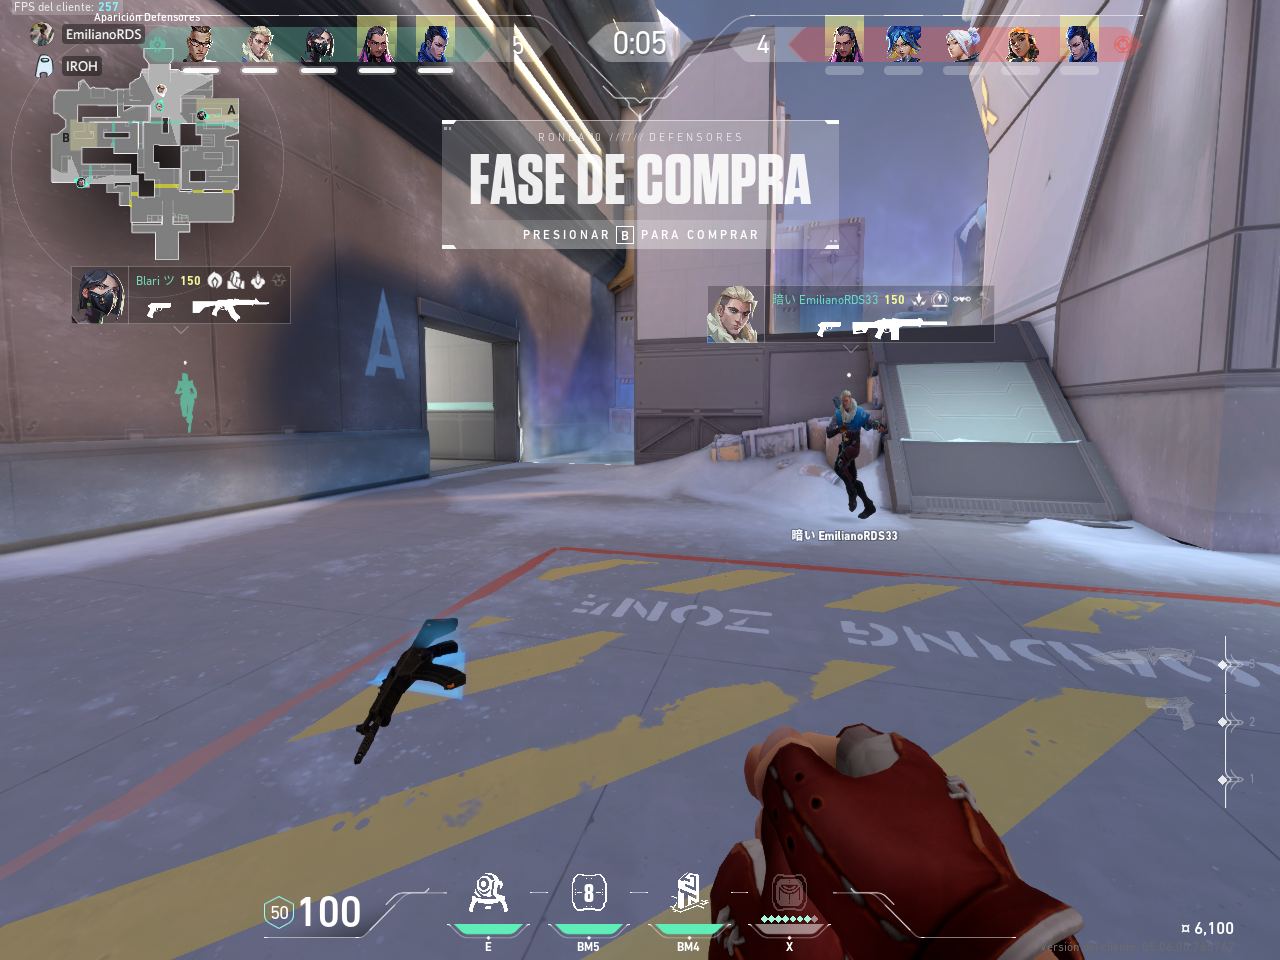 FPS del cliente: 257
Aparición Defensores
EmilianoRDS
IROH
5
0:05
4
A
B
RONDA 10 ////// DEFENSORES
FASE DE COMPRA
PRESIONAR B PARA COMPRAR
Blari ツ 150
暗い EmilianoRDS33 150
A
暗い EmilianoRDS33
ZONE
2
1
50 100
8
E
BM5
BM4
X
¤ 6,100